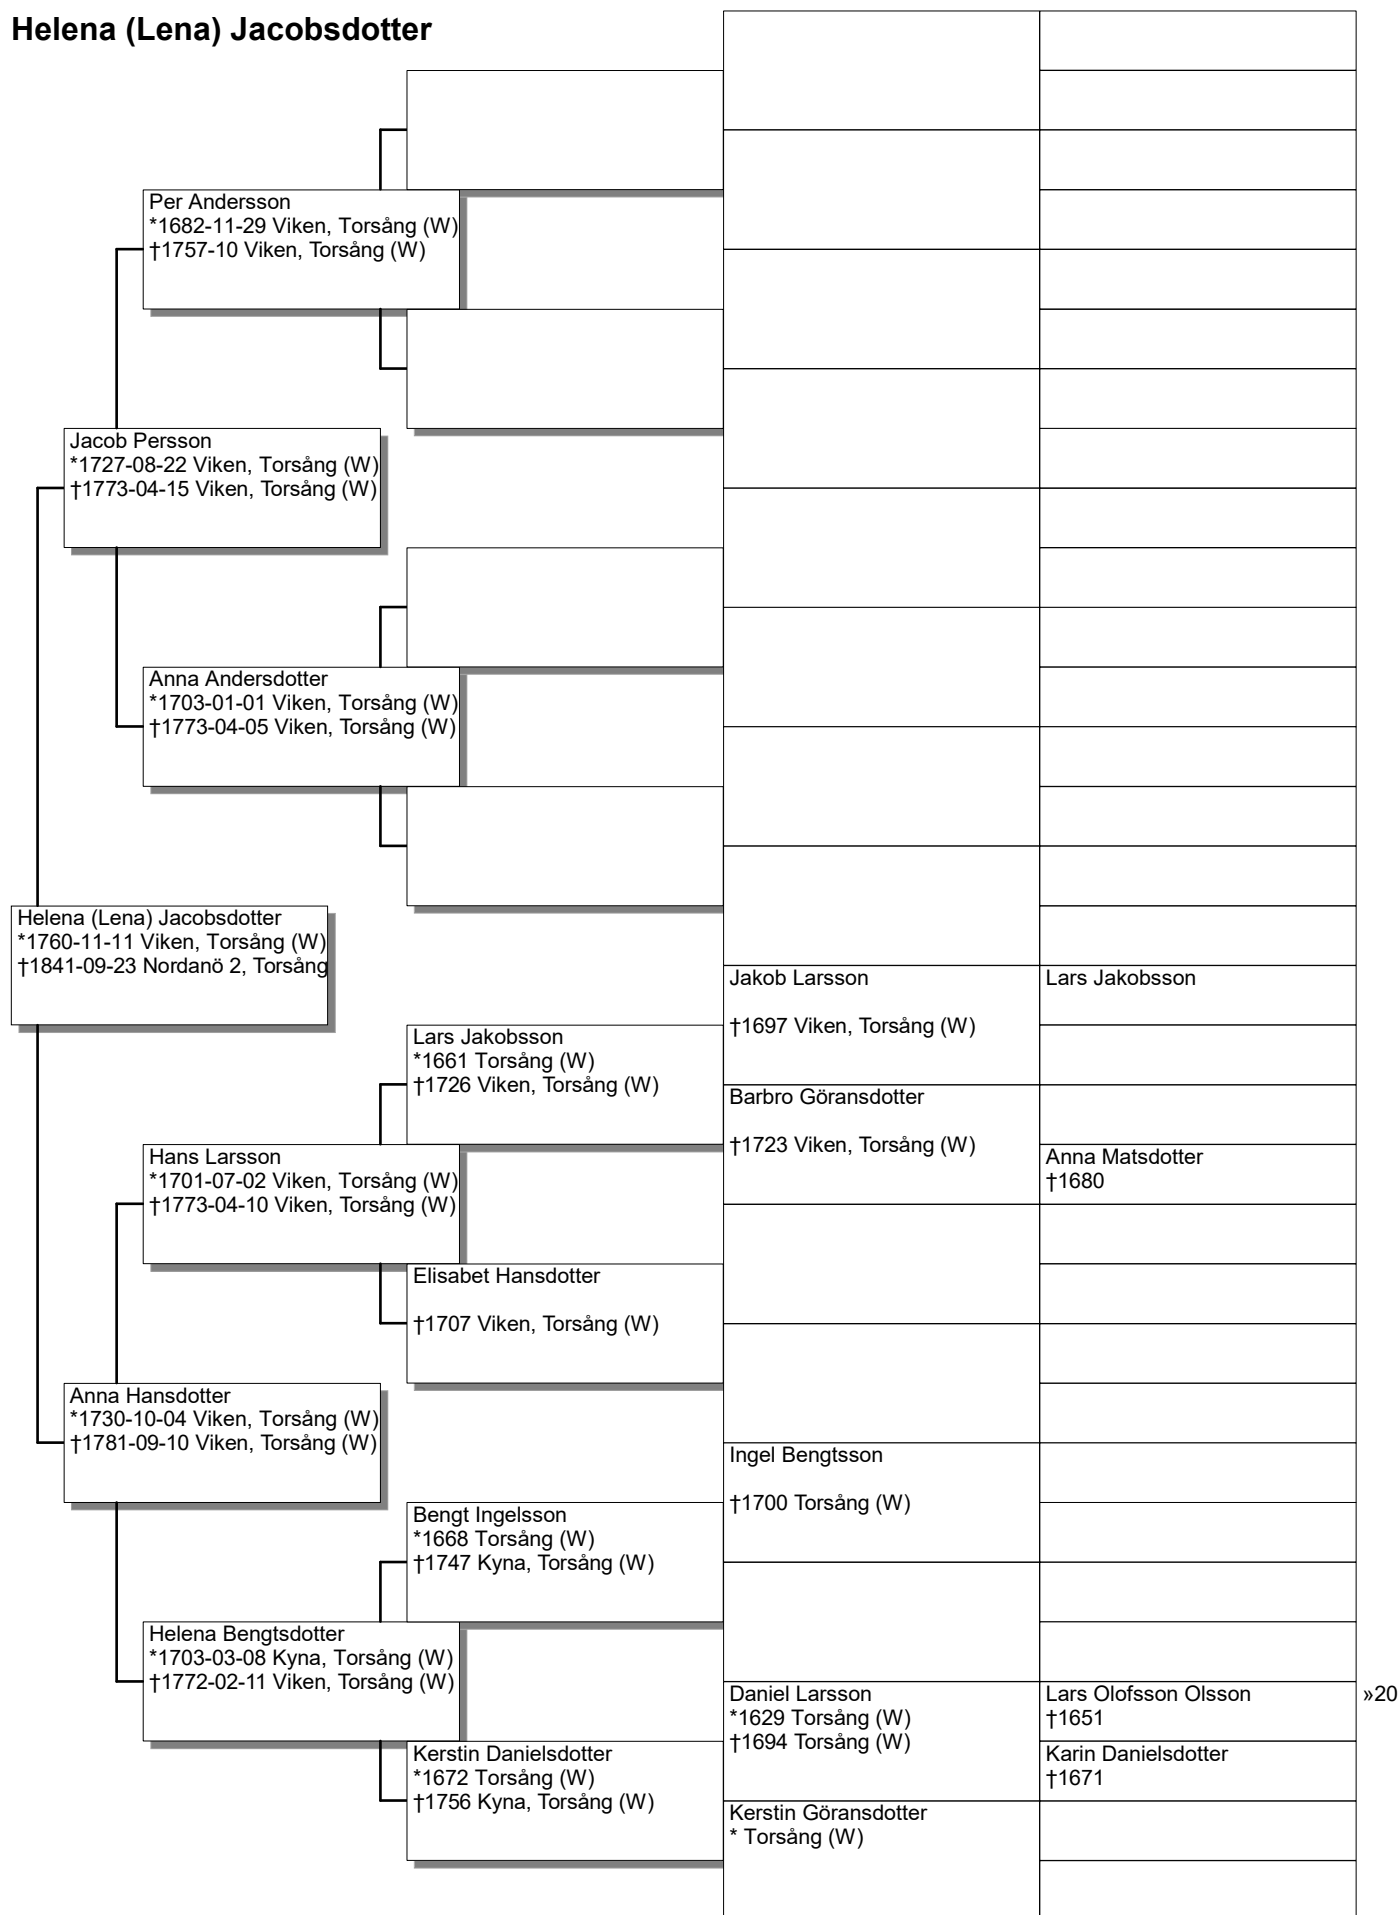 Helena (Lena) Jacobsdotter
Per Andersson
*1682-11-29 Viken, Torsång (W)
†1757-10 Viken, Torsång (W)
Jacob Persson
*1727-08-22 Viken, Torsång (W)
†1773-04-15 Viken, Torsång (W)
Anna Andersdotter
*1703-01-01 Viken, Torsång (W)
†1773-04-05 Viken, Torsång (W)
Helena (Lena) Jacobsdotter
*1760-11-11 Viken, Torsång (W)
†1841-09-23 Nordanö 2, Torsång
Jakob Larsson
†1697 Viken, Torsång (W)
Lars Jakobsson
Lars Jakobsson
*1661 Torsång (W)
†1726 Viken, Torsång (W)
Barbro Göransdotter
†1723 Viken, Torsång (W)
Anna Matsdotter
†1680
Hans Larsson
*1701-07-02 Viken, Torsång (W)
†1773-04-10 Viken, Torsång (W)
Elisabet Hansdotter
†1707 Viken, Torsång (W)
Anna Hansdotter
*1730-10-04 Viken, Torsång (W)
†1781-09-10 Viken, Torsång (W)
Ingel Bengtsson
†1700 Torsång (W)
Bengt Ingelsson
*1668 Torsång (W)
†1747 Kyna, Torsång (W)
Helena Bengtsdotter
*1703-03-08 Kyna, Torsång (W)
†1772-02-11 Viken, Torsång (W)
Daniel Larsson
*1629 Torsång (W)
†1694 Torsång (W)
Lars Olofsson Olsson
†1651
»20
Kerstin Danielsdotter
*1672 Torsång (W)
†1756 Kyna, Torsång (W)
Karin Danielsdotter
†1671
Kerstin Göransdotter
* Torsång (W)